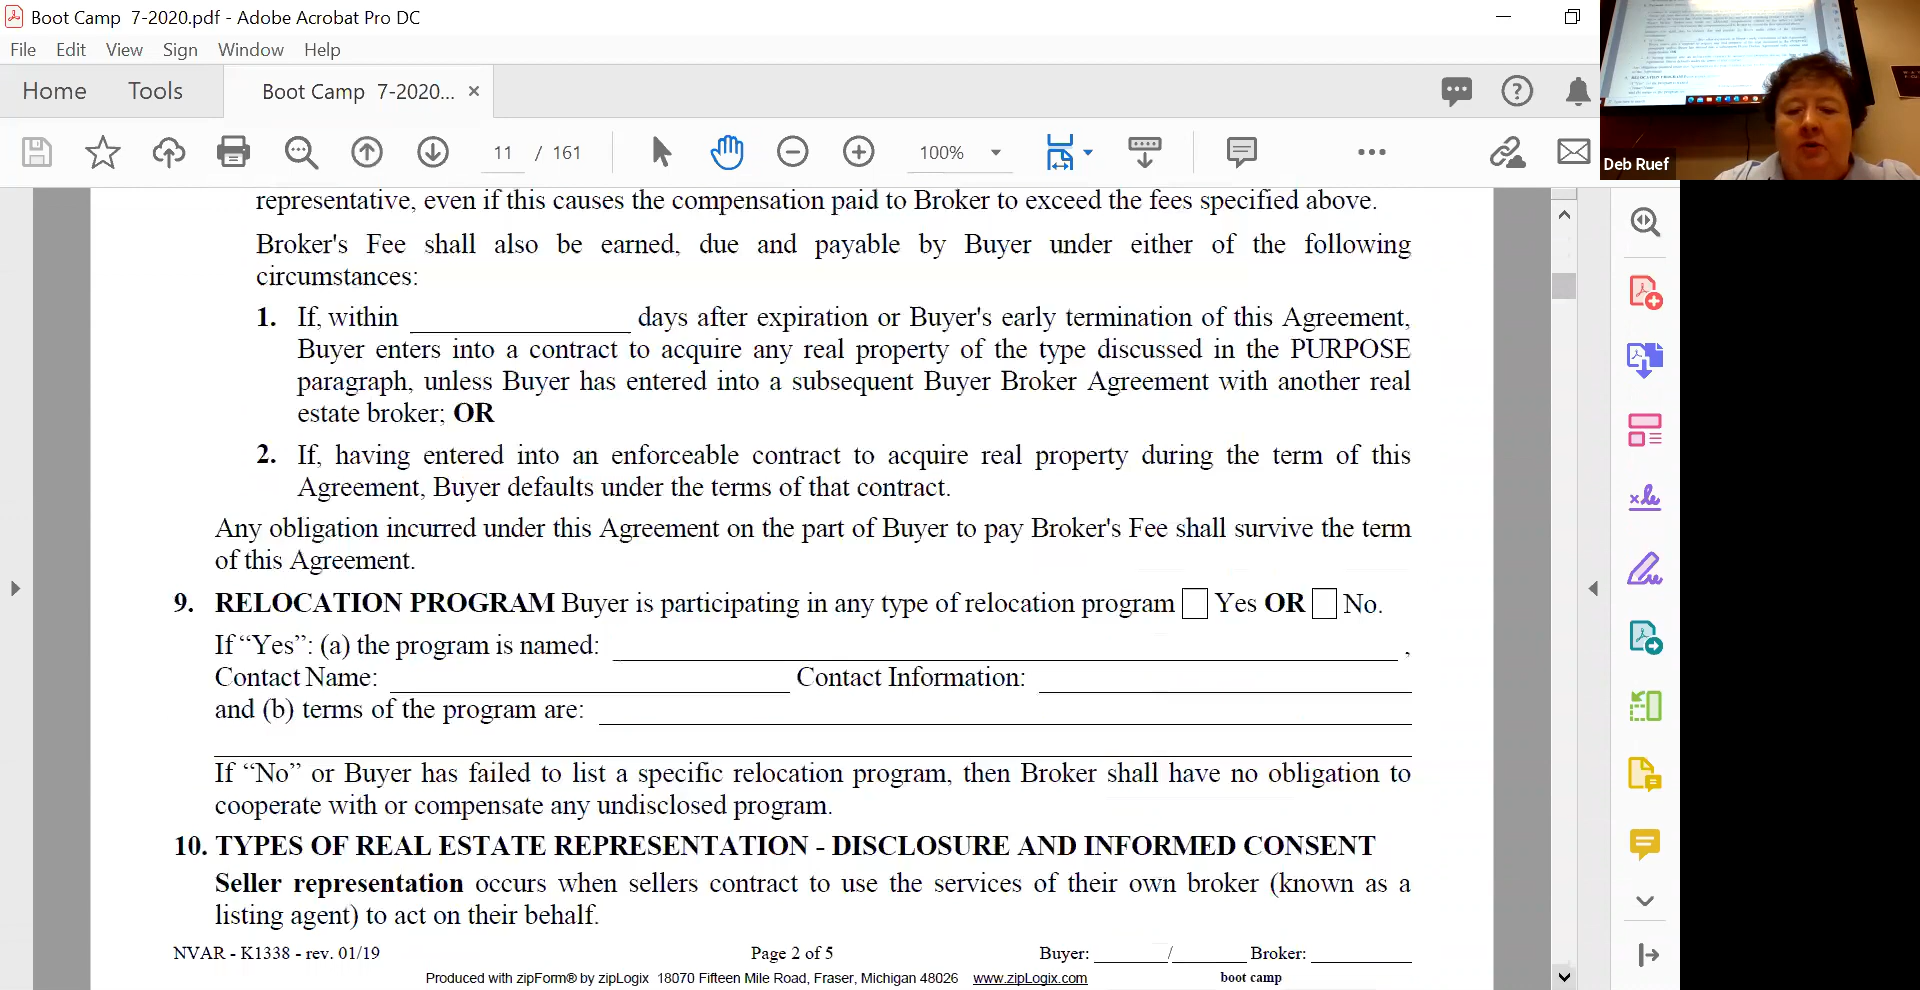 Boot Camp 7-2020.pdf - Adobe Acrobat Pro DC
File Edit View Sign Window Help
Home Tools Boot Camp 7-2020... ×
11 / 161 100%
Deb Ruef
representative, even if this causes the compensation paid to Broker to exceed the fees specified above.
Broker's Fee shall also be earned, due and payable by Buyer under either of the following
circumstances:
1. If, within ____ days after expiration or Buyer's early termination of this Agreement,
Buyer enters into a contract to acquire any real property of the type discussed in the PURPOSE
paragraph, unless Buyer has entered into a subsequent Buyer Broker Agreement with another real
estate broker; OR
2. If, having entered into an enforceable contract to acquire real property during the term of this
Agreement, Buyer defaults under the terms of that contract.
Any obligation incurred under this Agreement on the part of Buyer to pay Broker's Fee shall survive the term
of this Agreement.
9. RELOCATION PROGRAM Buyer is participating in any type of relocation program Yes OR No.
If “Yes”: (a) the program is named: ____ ,
Contact Name: ____ Contact Information: ____
and (b) terms of the program are: ____
If “No” or Buyer has failed to list a specific relocation program, then Broker shall have no obligation to
cooperate with or compensate any undisclosed program.
10. TYPES OF REAL ESTATE REPRESENTATION - DISCLOSURE AND INFORMED CONSENT
Seller representation occurs when sellers contract to use the services of their own broker (known as a
listing agent) to act on their behalf.
NVAR - K1338 - rev. 01/19 Page 2 of 5 Buyer: ____/____ Broker: ____
Produced with zipForm® by zipLogix 18070 Fifteen Mile Road, Fraser, Michigan 48026 www.zipLogix.com boot camp